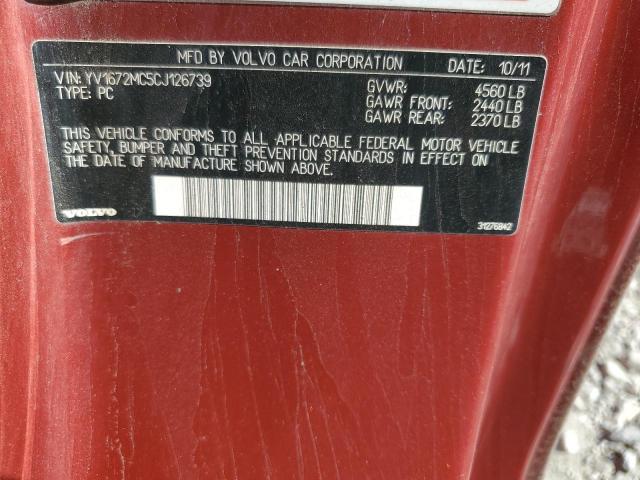 MFD BY VOLVO CAR CORPORATION DATE: 10/11
VIN: YV1672MC5CJ126739 GVWR: 4560 LB
TYPE: PC GAWR FRONT: 2440 LB
GAWR REAR: 2370 LB
THIS VEHICLE CONFORMS TO ALL APPLICABLE FEDERAL MOTOR VEHICLE
SAFETY, BUMPER AND THEFT PREVENTION STANDARDS IN EFFECT ON
THE DATE OF MANUFACTURE SHOWN ABOVE.
VOLVO 31276842